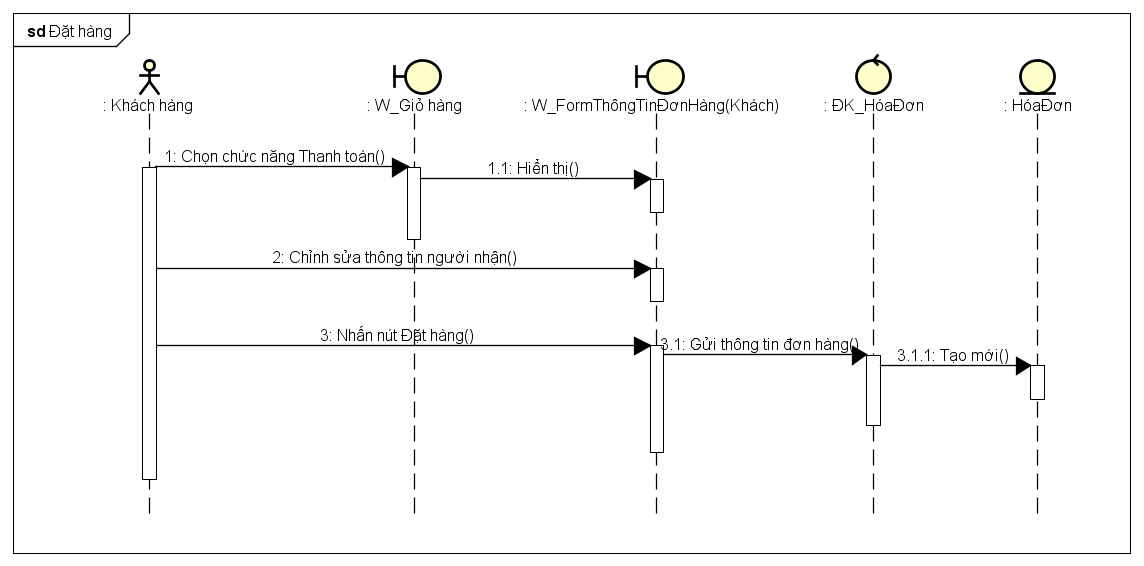 sd Đặt hàng
: Khách hàng
: W_Giỏ hàng
: W_FormThôngTinĐơnHàng(Khách)
: ĐK_HóaĐơn
: HóaĐơn
1: Chọn chức năng Thanh toán()
1.1: Hiển thị()
2: Chỉnh sửa thông tin người nhận()
3: Nhấn nút Đặt hàng()
3.1: Gửi thông tin đơn hàng()
3.1.1: Tạo mới()